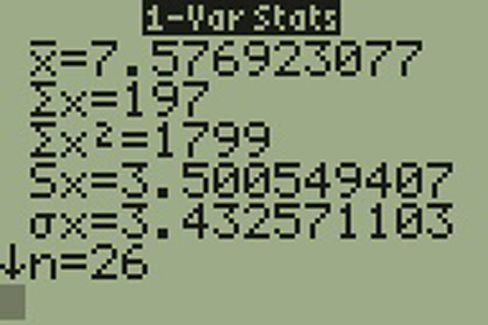 1-Var Stats
x̄=7.576923077
Σx=197
Σx²=1799
Sx=3.500549407
σx=3.432571103
↓n=26